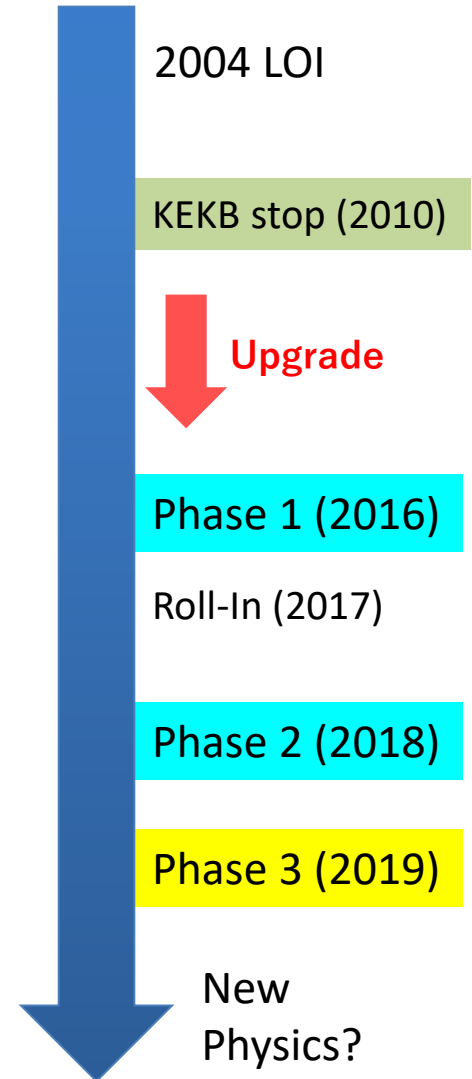 2004 LOI
KEKB stop (2010)
Upgrade
Phase 1 (2016)
Roll-In (2017)
Phase 2 (2018)
Phase 3 (2019)
New
Physics?